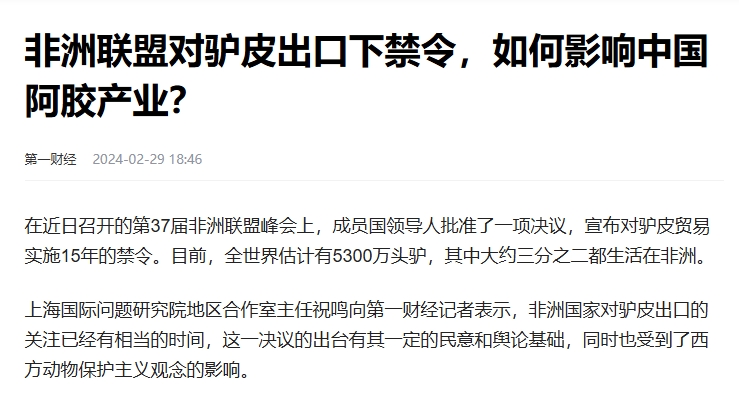 非洲联盟对驴皮出口下禁令，如何影响中国
阿胶产业？
第一财经 2024-02-29 18:46
在近日召开的第37届非洲联盟峰会上，成员国领导人批准了一项决议，宣布对驴皮贸易
实施15年的禁令。目前，全世界估计有5300万头驴，其中大约三分之二都生活在非洲。
上海国际问题研究院地区合作室主任祝鸣向第一财经记者表示，非洲国家对驴皮出口的
关注已经有相当的时间，这一决议的出台有其一定的民意和舆论基础，同时也受到了西
方动物保护主义观念的影响。